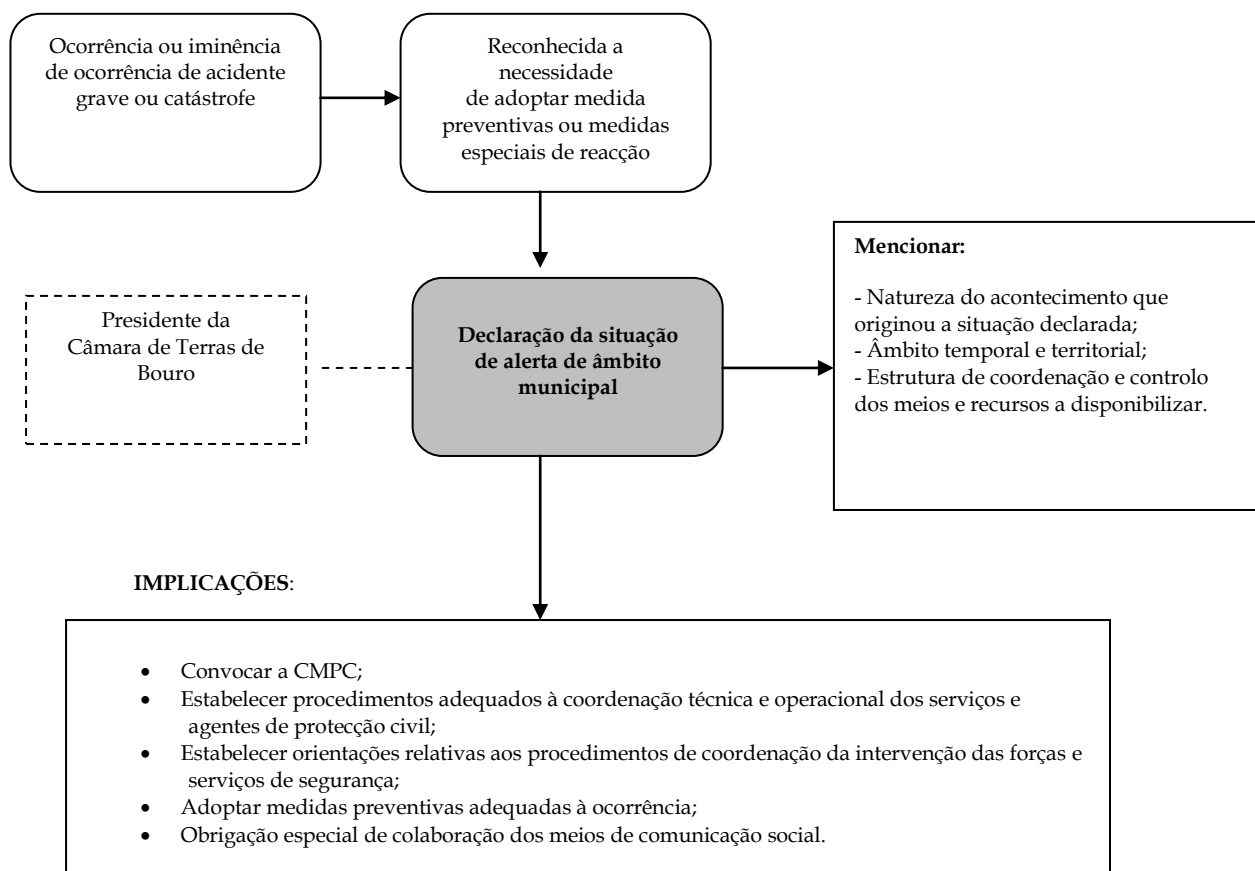 Ocorrência ou iminência
de ocorrência de acidente
grave ou catástrofe
Reconhecida a
necessidade
de adoptar medida
preventivas ou medidas
especiais de reacção
Presidente da
Câmara de Terras de
Bouro
Declaração da situação
de alerta de âmbito
municipal
Mencionar:
- Natureza do acontecimento que
originou a situação declarada;
- Âmbito temporal e territorial;
- Estrutura de coordenação e controlo
dos meios e recursos a disponibilizar.
IMPLICAÇÕES:
• Convocar a CMPC;
• Estabelecer procedimentos adequados à coordenação técnica e operacional dos serviços e
agentes de protecção civil;
• Estabelecer orientações relativas aos procedimentos de coordenação da intervenção das forças e
serviços de segurança;
• Adoptar medidas preventivas adequadas à ocorrência;
• Obrigação especial de colaboração dos meios de comunicação social.